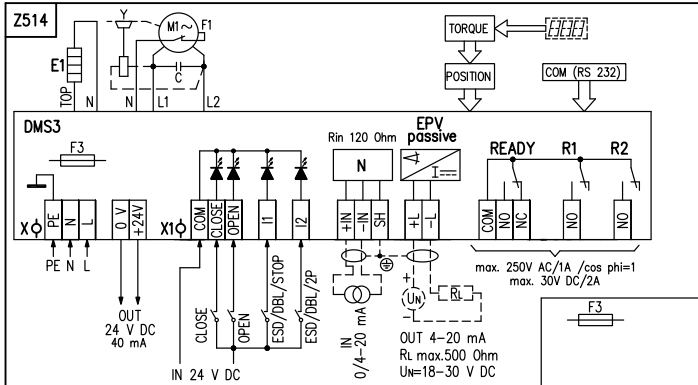 Z514
Y
M1~
F1
E1
C
TOP
N
N
L1
L2
TORQUE
POSITION
COM (RS 232)
DMS3
F3
Rin 120 Ohm
N
EPV
passive
READY
R1
R2
X
PE
N
L
0 V
+24V
X1
COM
CLOSE
OPEN
I1
I2
+IN
-IN
SH
+L
-L
COM
NO
NC
NO
NO
PE N L
OUT
24 V DC
40 mA
CLOSE
OPEN
ESD/DBL/STOP
ESD/DBL/2P
IN 24 V DC
IN
0/4-20 mA
+
UN
-
RL
OUT 4-20 mA
RL max.500 Ohm
UN=18-30 V DC
max. 250V AC/1A /cos phi=1
max. 30V DC/2A
F3